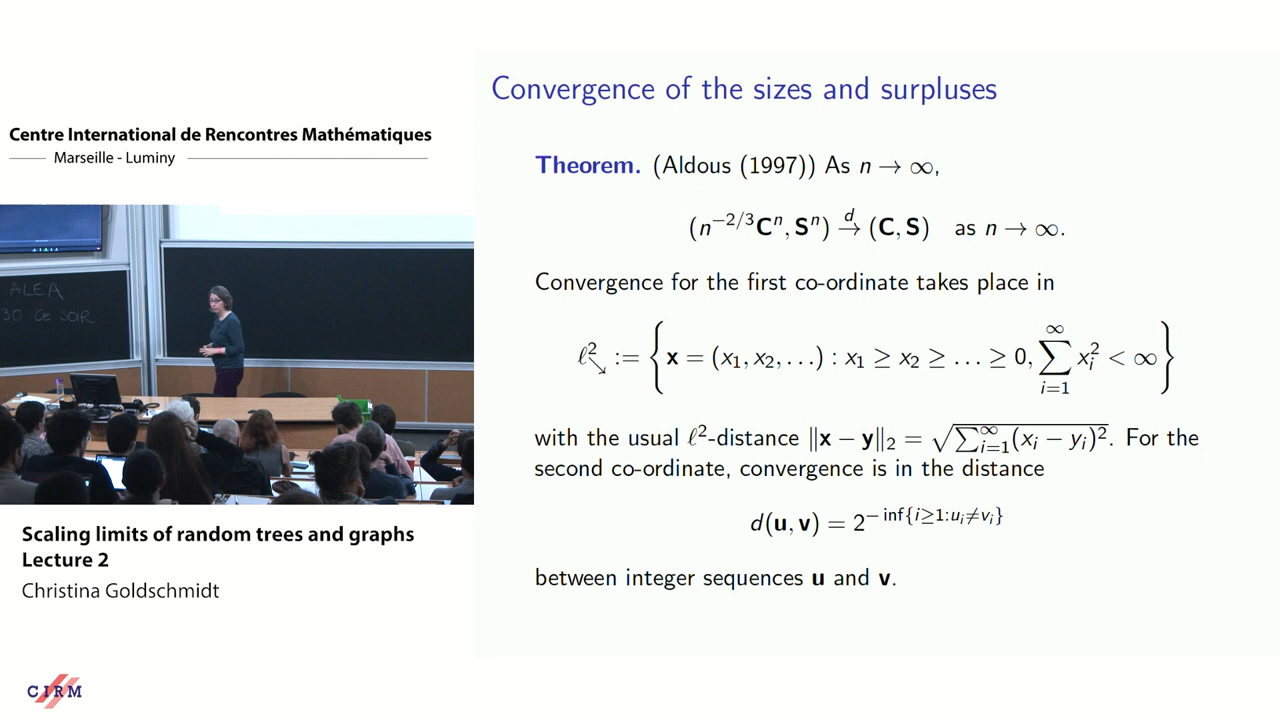 Centre International de Rencontres Mathématiques
Marseille - Luminy
ALEA
30 Ce SOIR
Scaling limits of random trees and graphs
Lecture 2
Christina Goldschmidt
CIRM
Convergence of the sizes and surpluses
Theorem. (Aldous (1997)) As n → ∞,
(n^{-2/3}C^n, S^n) →^d (C, S) as n → ∞.
Convergence for the first co-ordinate takes place in
ℓ²↘ := { x = (x₁, x₂, . . .) : x₁ ≥ x₂ ≥ . . . ≥ 0, ∑_{i=1}^∞ x_i² < ∞ }
with the usual ℓ²-distance ‖x − y‖₂ = √(∑_{i=1}^∞ (x_i − y_i)²). For the
second co-ordinate, convergence is in the distance
d(u, v) = 2^{− inf{i≥1:u_i≠v_i}}
between integer sequences u and v.